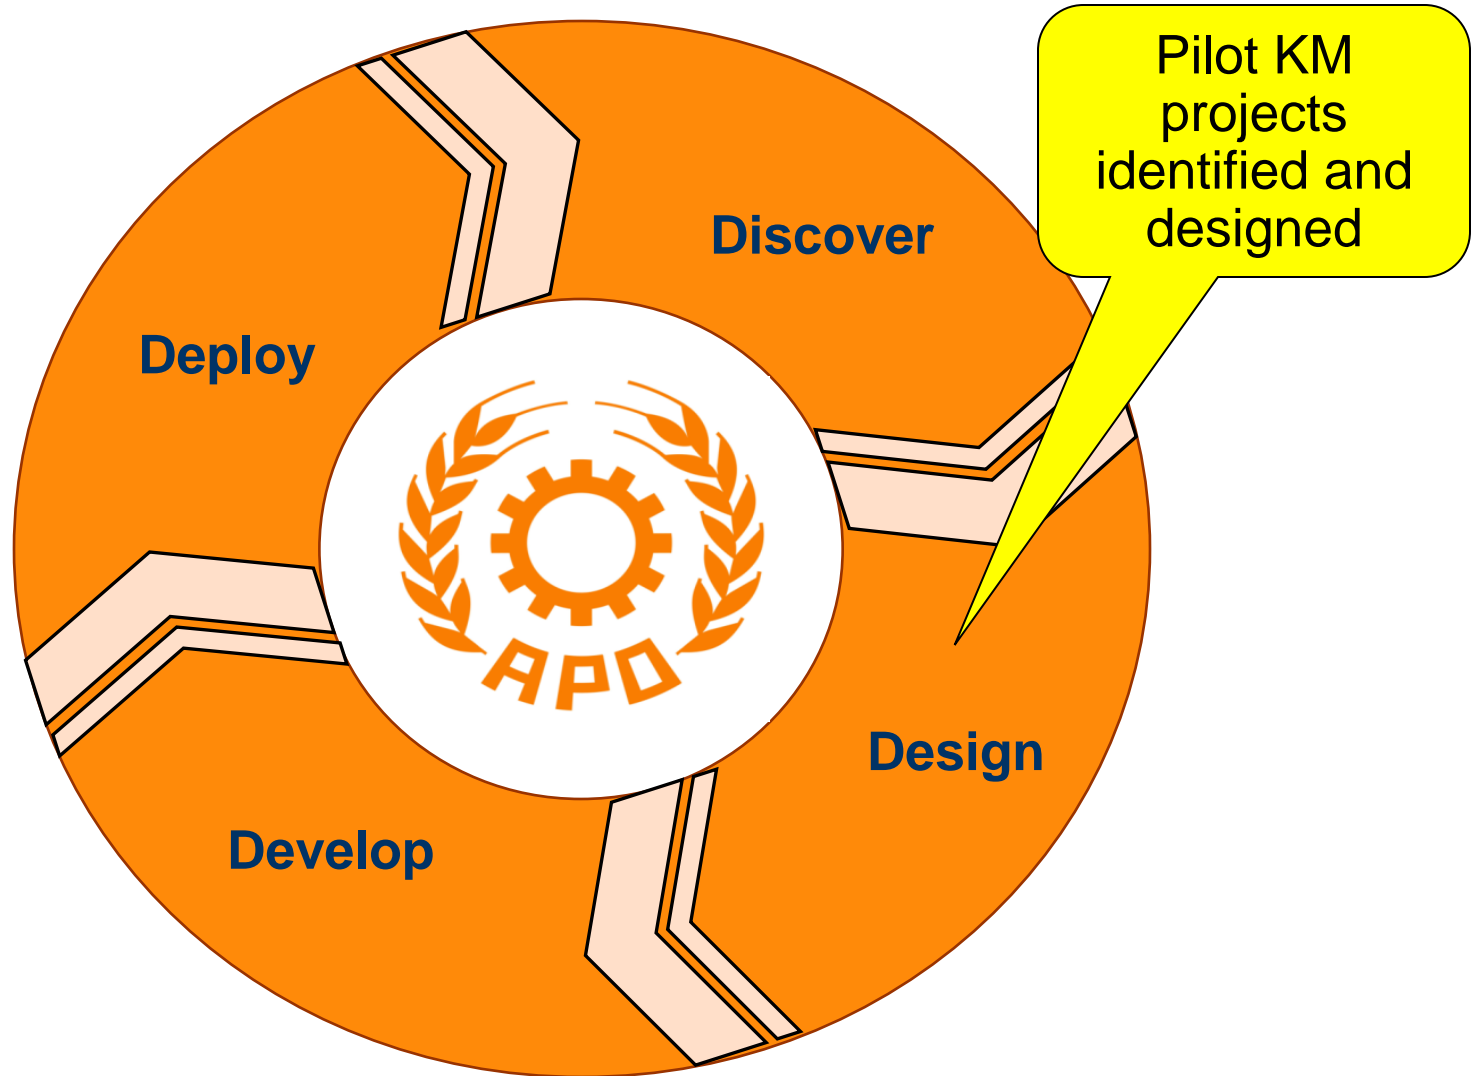 Pilot KM
projects
identified and
designed
Discover
Deploy
APO
Design
Develop